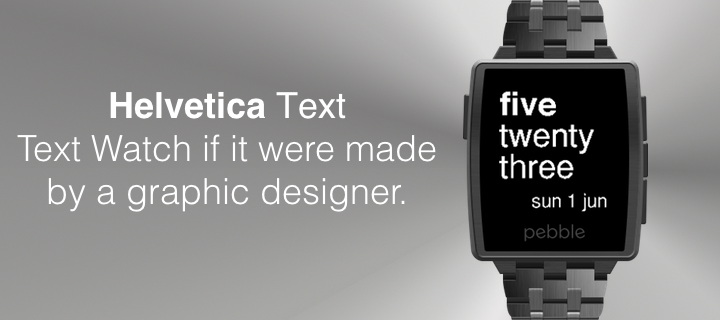 Helvetica Text
Text Watch if it were made
by a graphic designer.
five
twenty
three
sun 1 jun
pebble